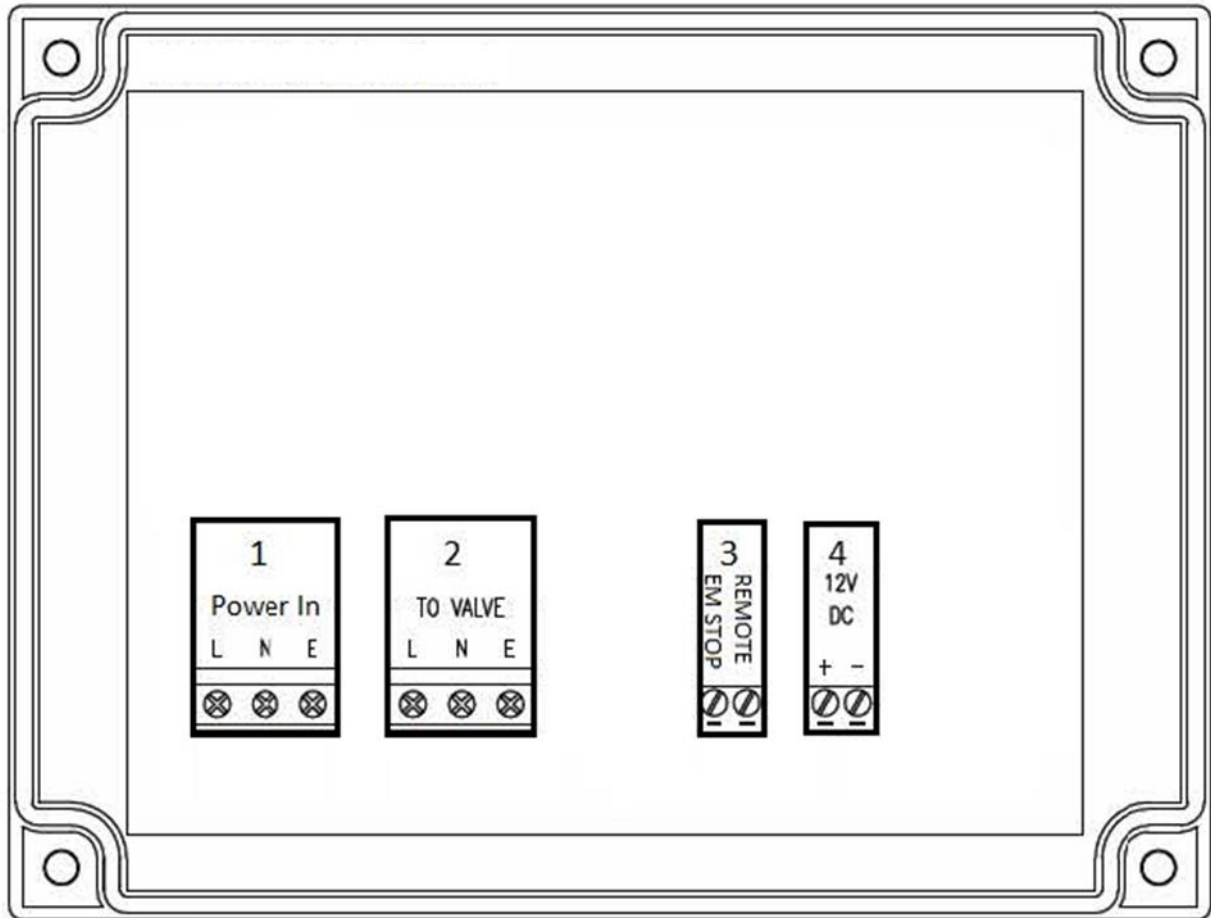 1
Power In
L N E
2
TO VALVE
L N E
3
REMOTE
EM STOP
4
12V
DC
+ -